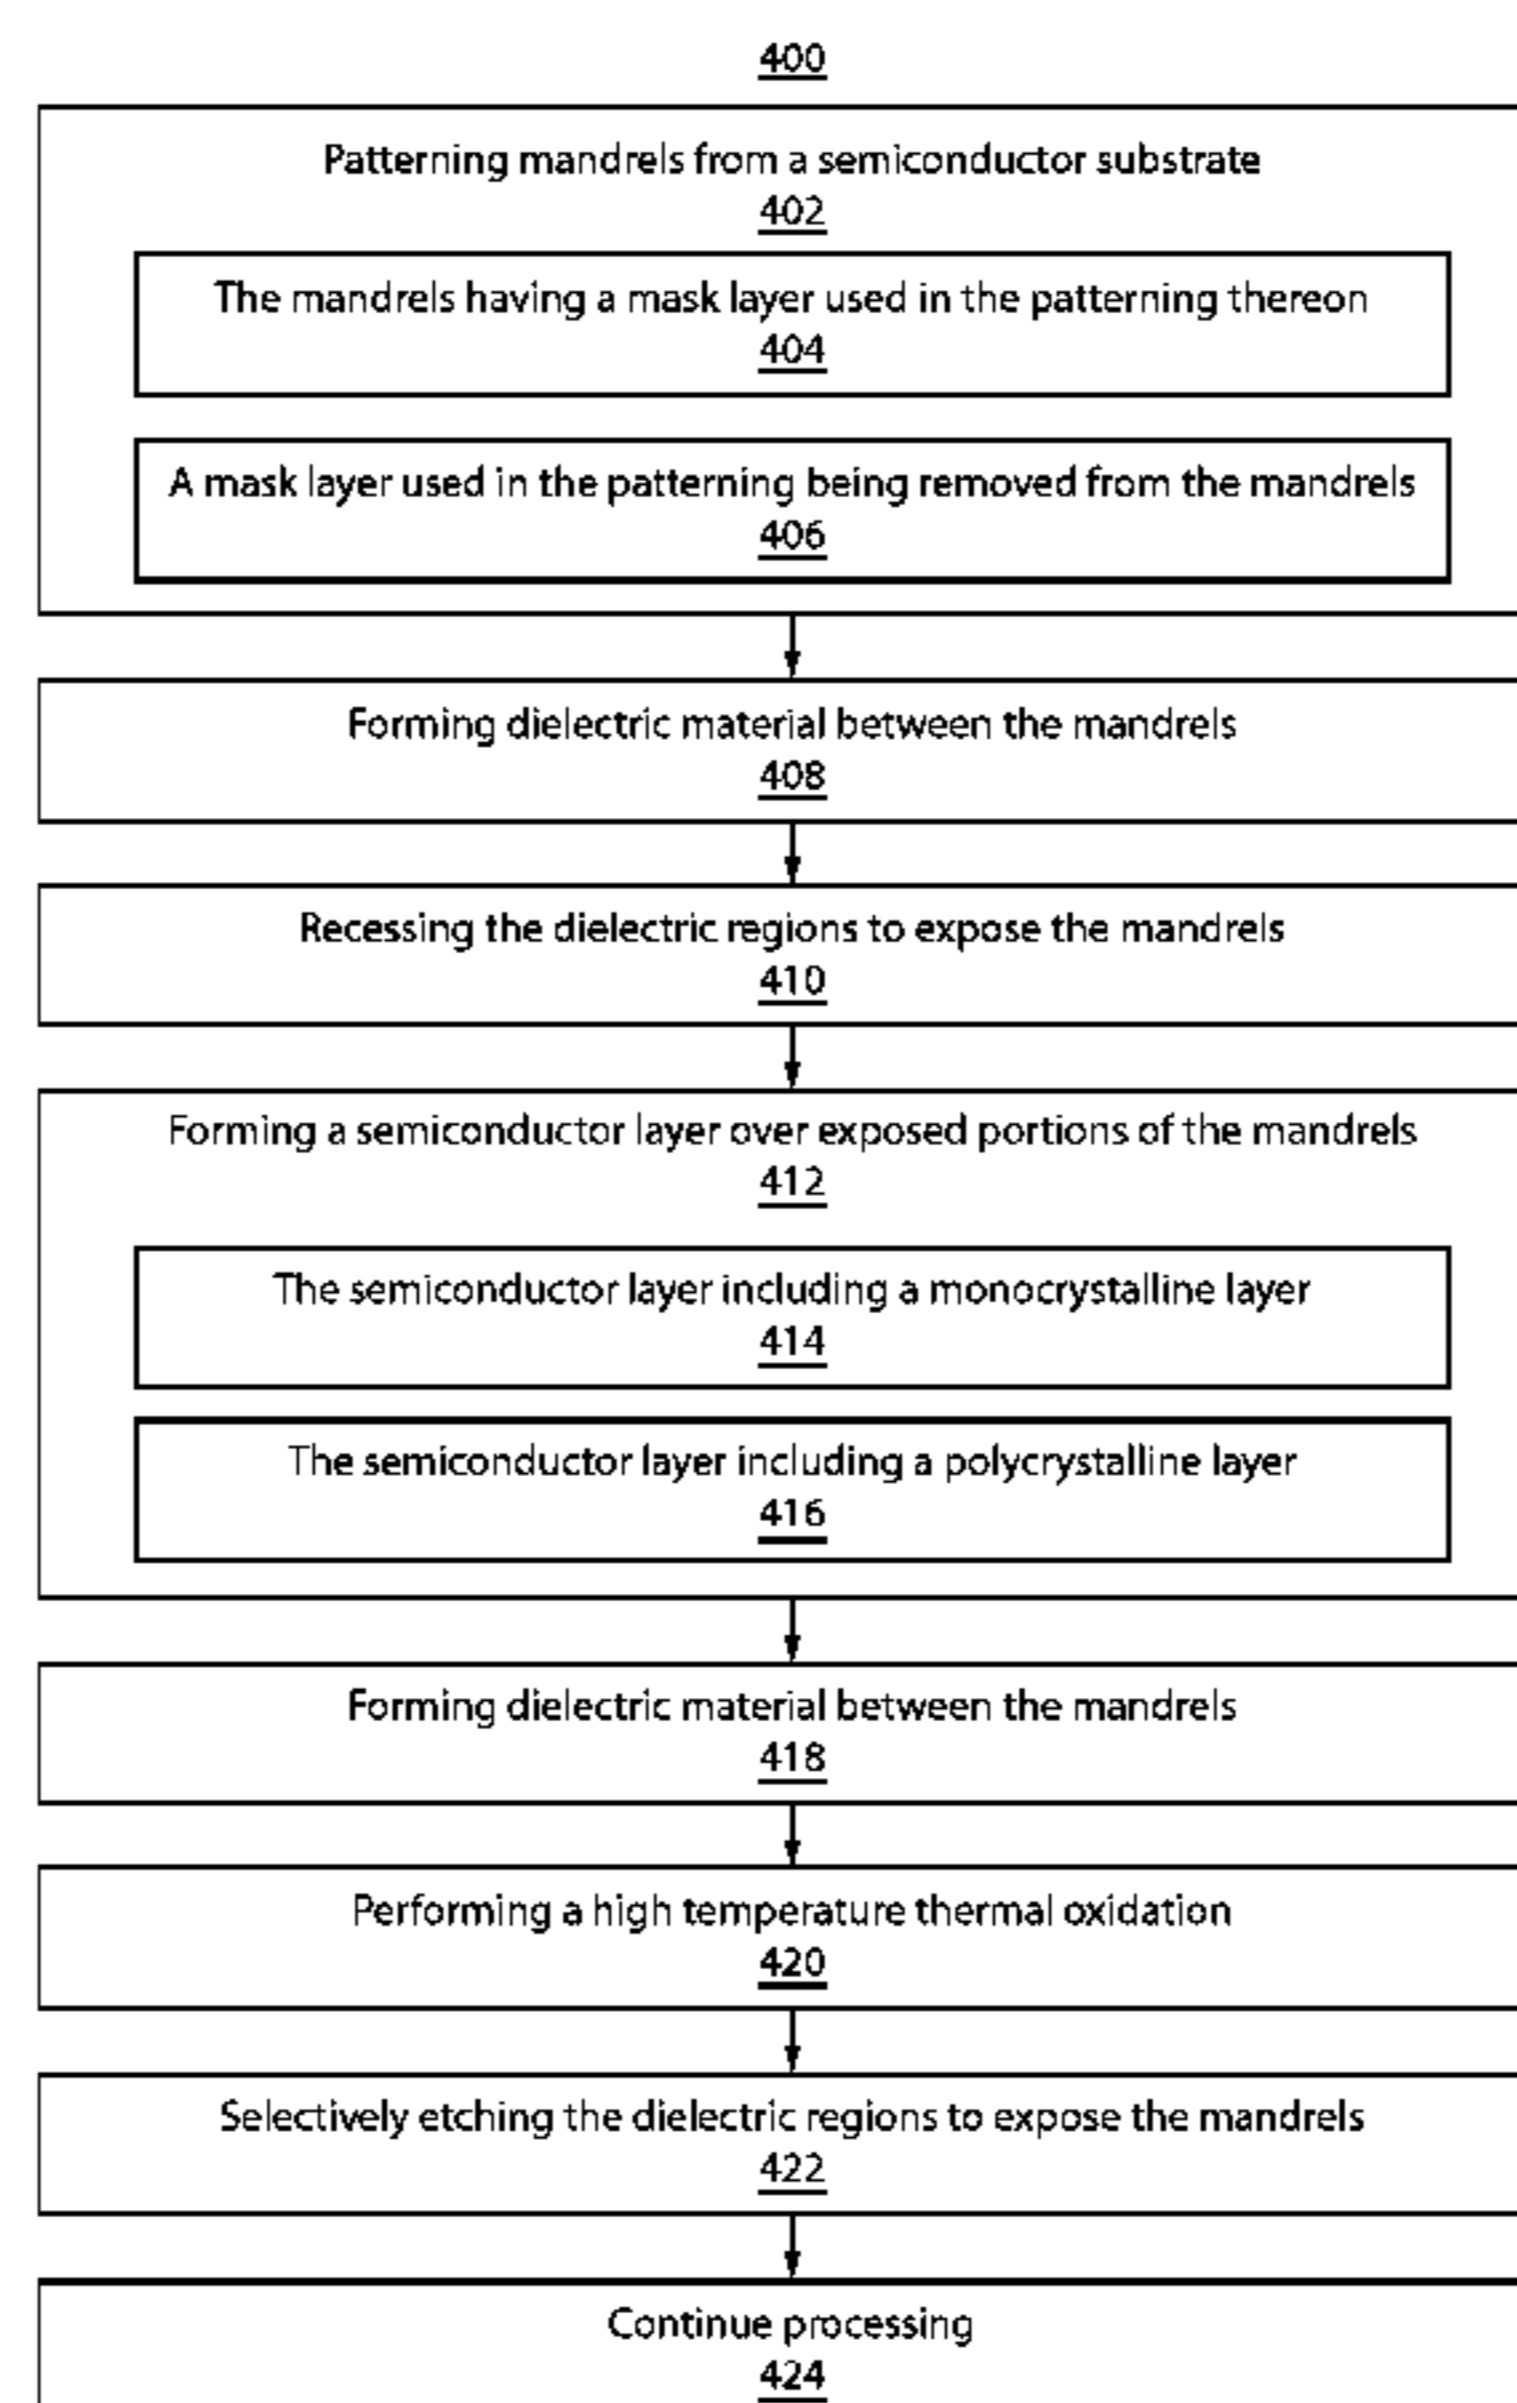 400
Patterning mandrels from a semiconductor substrate
402
The mandrels having a mask layer used in the patterning thereon
404
A mask layer used in the patterning being removed from the mandrels
406
Forming dielectric material between the mandrels
408
Recessing the dielectric regions to expose the mandrels
410
Forming a semiconductor layer over exposed portions of the mandrels
412
The semiconductor layer including a monocrystalline layer
414
The semiconductor layer including a polycrystalline layer
416
Forming dielectric material between the mandrels
418
Performing a high temperature thermal oxidation
420
Selectively etching the dielectric regions to expose the mandrels
422
Continue processing
424